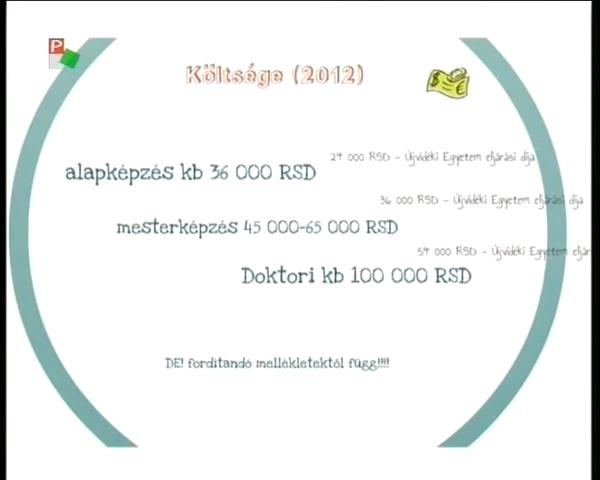 P
Költsége (2012)
27 000 RSD - Újvidéki Egyetem eljárási díja
alapképzés kb 36 000 RSD
36 000 RSD - Újvidéki Egyetem eljárási díja
mesterképzés 45 000-65 000 RSD
54 000 RSD - Újvidéki Egyetem eljár
Doktori kb 100 000 RSD
DE! fordítandó mellékletektől függ!!!!